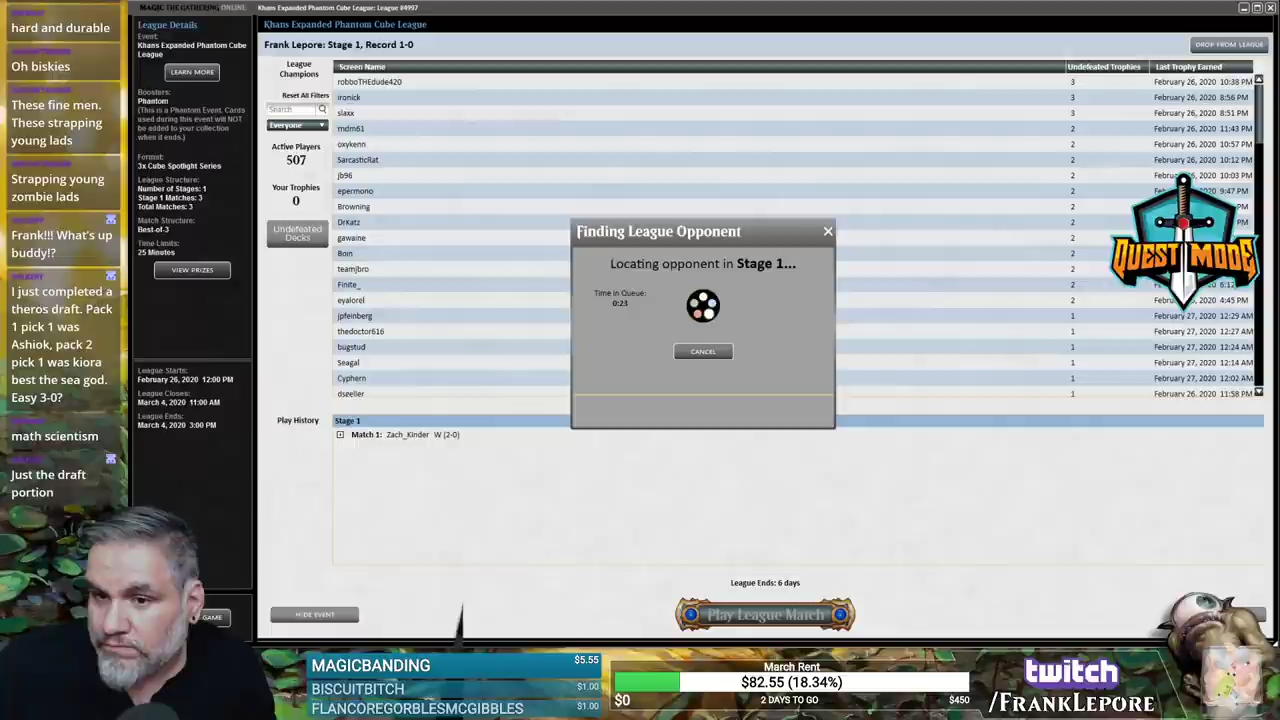 MAGIC THE GATHERING ONLINE
Khans Expanded Phantom Cube League: League #4997
hard and durable
Oh biskies
These fine men.
These strapping
young lads
Strapping young
zombie lads
Frank!!! What's up
buddy!?
I just completed a
theros draft. Pack
1 pick 1 was
Ashiok, pack 2
pick 1 was kiora
best the sea god.
Easy 3-0?
math scientism
Just the draft
portion
League Details
Event:
Khans Expanded Phantom Cube
League
LEARN MORE
Boosters:
Phantom
(This is a Phantom Event. Cards
used during this event will NOT
be added to your collection
when it ends.)
Format:
3x Cube Spotlight Series
League Structure:
Number of Stages: 1
Stage 1 Matches: 3
Total Matches: 3
Match Structure:
Best-of-3
Time Limits:
25 Minutes
VIEW PRIZES
League Starts:
February 26, 2020 12:00 PM
League Closes:
March 4, 2020 11:00 AM
League Ends:
March 4, 2020 3:00 PM
GAME
Khans Expanded Phantom Cube League
Frank Lepore: Stage 1, Record 1-0
DROP FROM LEAGUE
League
Champions
Reset All Filters
Search
Everyone
Active Players
507
Your Trophies
0
Undefeated
Decks
Screen Name Undefeated Trophies Last Trophy Earned
robboTHEdude420 3 February 26, 2020 10:38 PM
ironick 3 February 26, 2020 8:56 PM
slaxx 3 February 26, 2020 8:51 PM
mdm61 2 February 26, 2020 11:43 PM
oxykenn 2 February 26, 2020 10:57 PM
SarcasticRat 2 February 26, 2020 10:12 PM
jb96 2 February 26, 2020 10:03 PM
epermono 2 February 26, 2020 9:47 PM
Browning 2 PM
DrKatz 2 PM
gawaine 2
Boin 2
teamjbro 2
Finite_ 2
eyalorel 2 4:45 PM
jpfeinberg 1 February 27, 2020 12:29 AM
thedoctor616 1 February 27, 2020 12:27 AM
bugstud 1 February 27, 2020 12:24 AM
Seagal 1 February 27, 2020 12:14 AM
Cyphern 1 February 27, 2020 12:02 AM
dsgeller 1 February 26, 2020 11:58 PM
Finding League Opponent
Locating opponent in Stage 1...
Time in Queue:
0:23
CANCEL
QUEST MODE
Play History
Stage 1
Match 1: Zach_Kinder W (2-0)
League Ends: 6 days
HIDE EVENT
Play League Match
MAGICBANDING $5.55
BISCUITBITCH $1.00
FLANCOREGORBLESMCGIBBLES $1.00
March Rent
$82.55 (18.34%)
$0 2 DAYS TO GO $450
twitch
/FRANKLEPORE